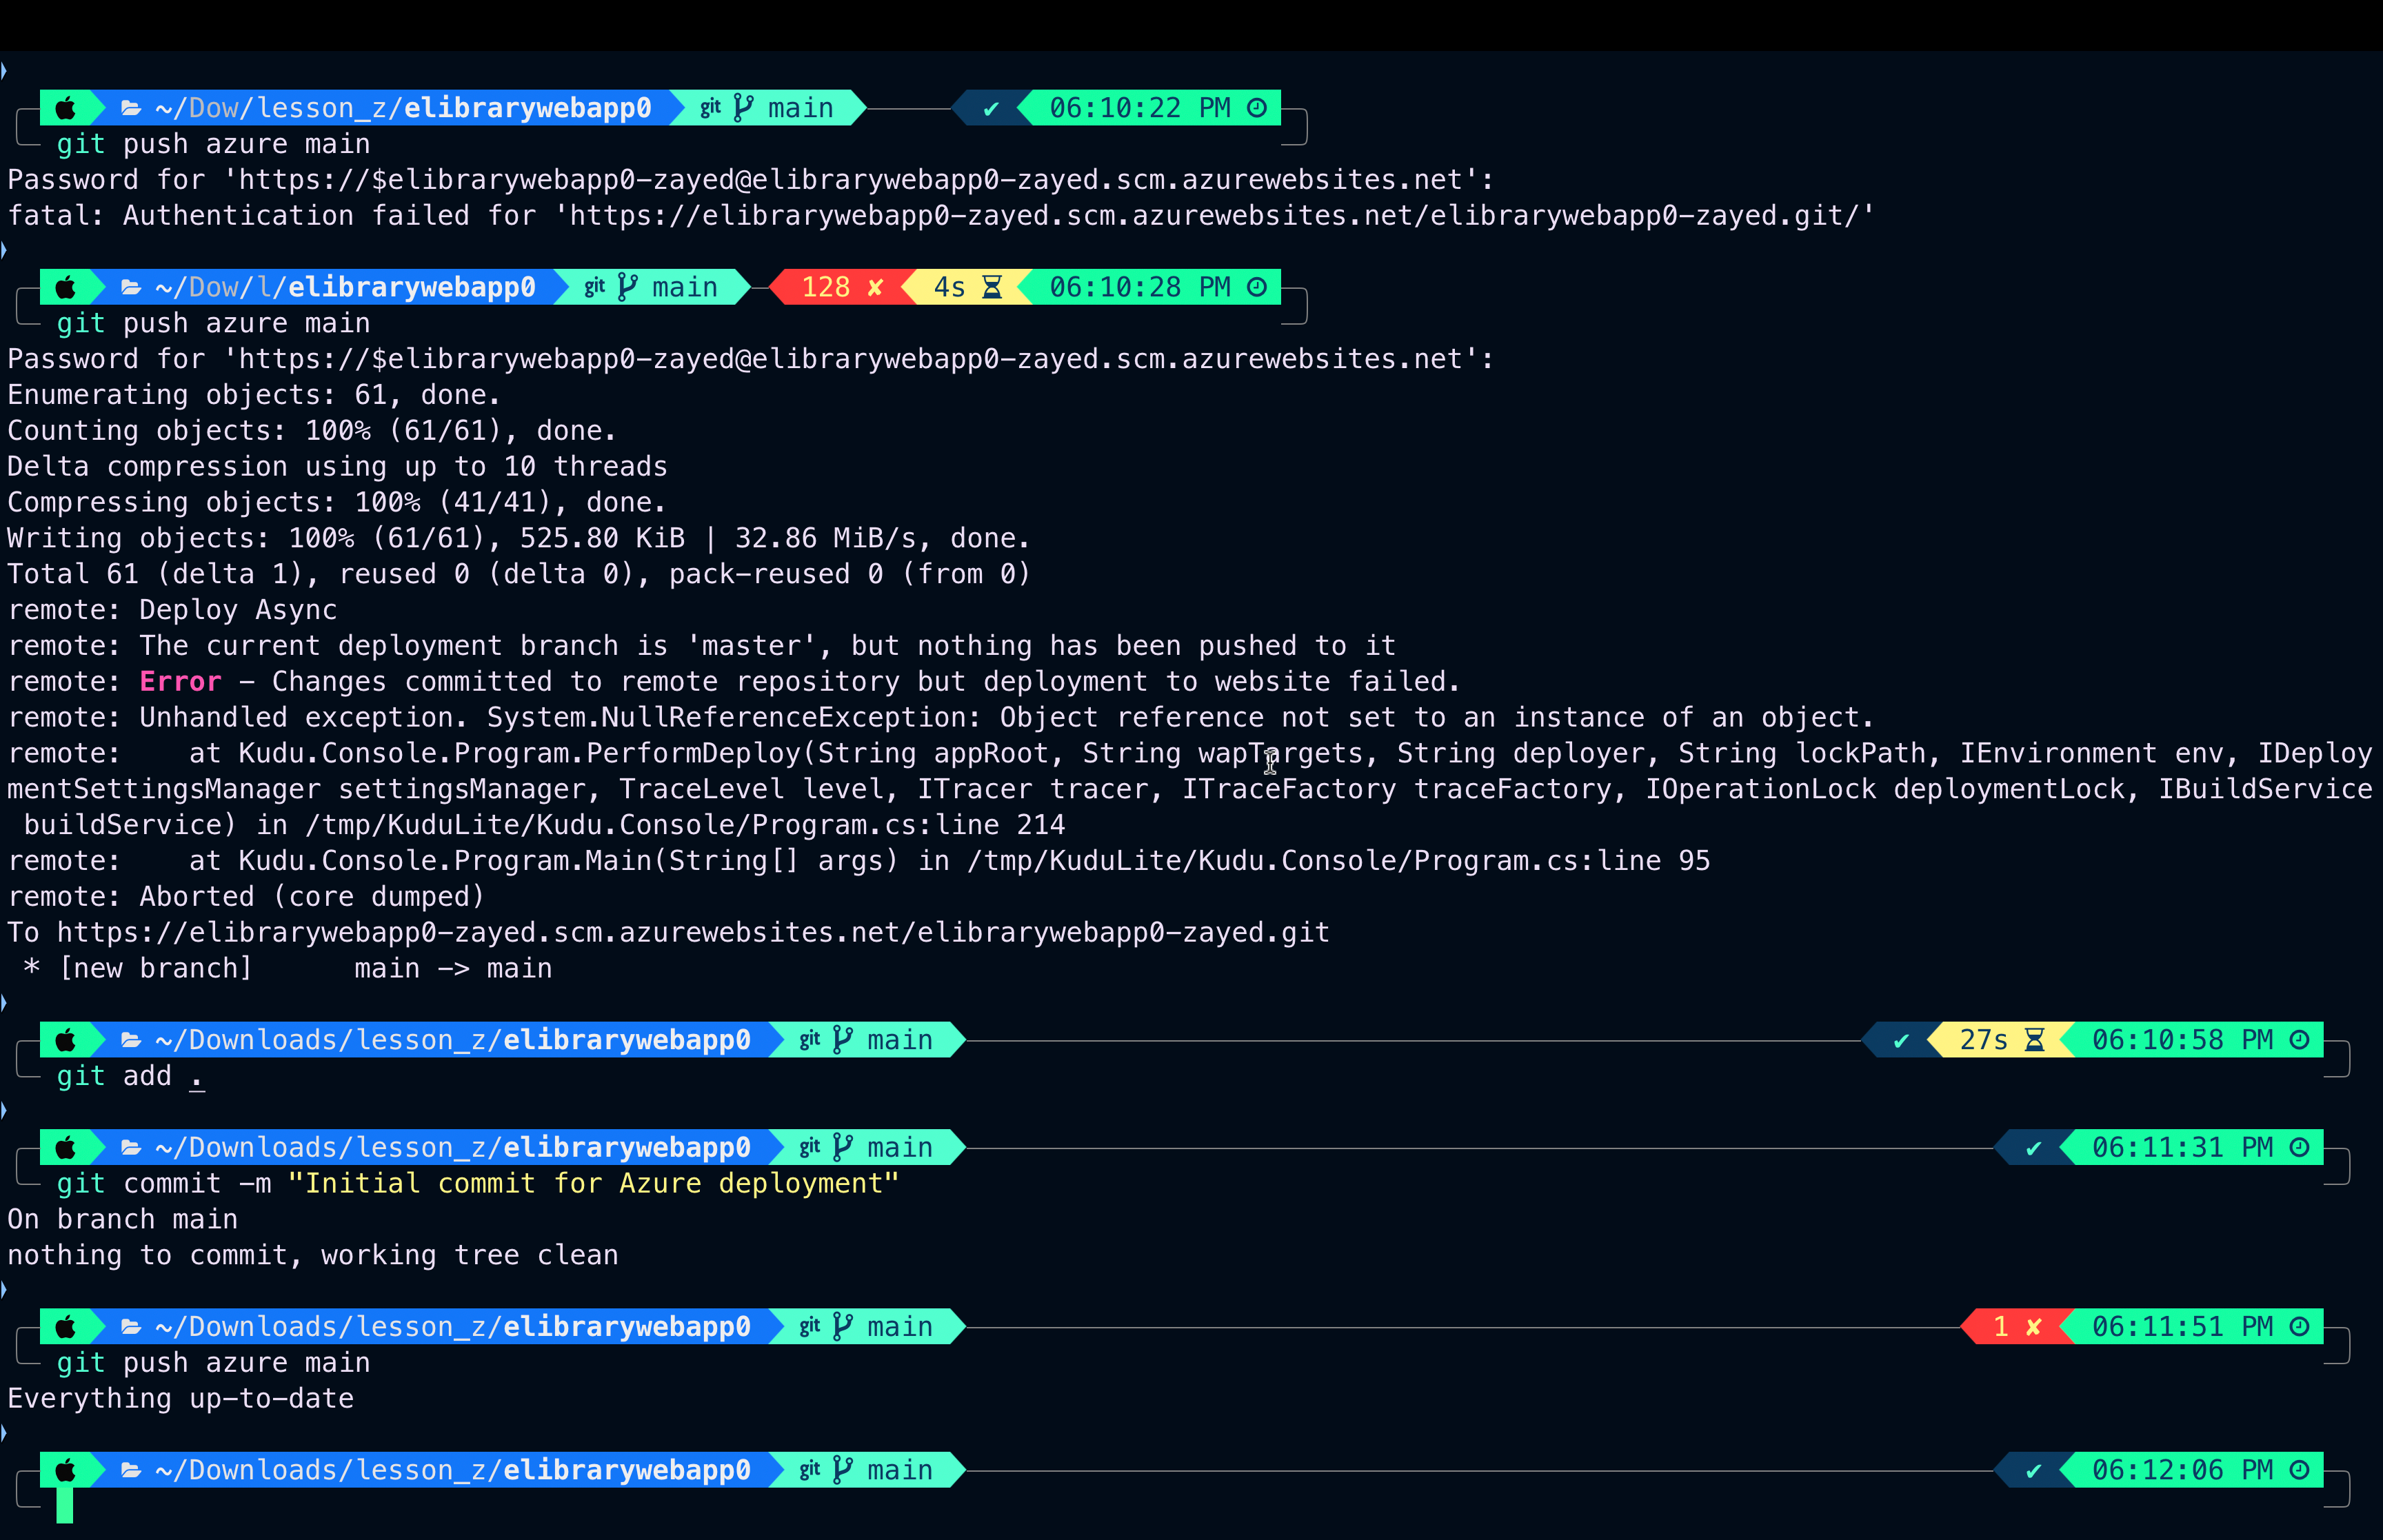 ~/Dow/lesson_z/elibrarywebapp0 git main ✔ 06:10:22 PM
git push azure main
Password for 'https://$elibrarywebapp0-zayed@elibrarywebapp0-zayed.scm.azurewebsites.net':
fatal: Authentication failed for 'https://elibrarywebapp0-zayed.scm.azurewebsites.net/elibrarywebapp0-zayed.git/'
~/Dow/l/elibrarywebapp0 git main 128 ✘ 4s 06:10:28 PM
git push azure main
Password for 'https://$elibrarywebapp0-zayed@elibrarywebapp0-zayed.scm.azurewebsites.net':
Enumerating objects: 61, done.
Counting objects: 100% (61/61), done.
Delta compression using up to 10 threads
Compressing objects: 100% (41/41), done.
Writing objects: 100% (61/61), 525.80 KiB | 32.86 MiB/s, done.
Total 61 (delta 1), reused 0 (delta 0), pack-reused 0 (from 0)
remote: Deploy Async
remote: The current deployment branch is 'master', but nothing has been pushed to it
remote: Error - Changes committed to remote repository but deployment to website failed.
remote: Unhandled exception. System.NullReferenceException: Object reference not set to an instance of an object.
remote:    at Kudu.Console.Program.PerformDeploy(String appRoot, String wapTargets, String deployer, String lockPath, IEnvironment env, IDeploy
mentSettingsManager settingsManager, TraceLevel level, ITracer tracer, ITraceFactory traceFactory, IOperationLock deploymentLock, IBuildService
 buildService) in /tmp/KuduLite/Kudu.Console/Program.cs:line 214
remote:    at Kudu.Console.Program.Main(String[] args) in /tmp/KuduLite/Kudu.Console/Program.cs:line 95
remote: Aborted (core dumped)
To https://elibrarywebapp0-zayed.scm.azurewebsites.net/elibrarywebapp0-zayed.git
 * [new branch]      main -> main
~/Downloads/lesson_z/elibrarywebapp0 git main ✔ 27s 06:10:58 PM
git add .
~/Downloads/lesson_z/elibrarywebapp0 git main ✔ 06:11:31 PM
git commit -m "Initial commit for Azure deployment"
On branch main
nothing to commit, working tree clean
~/Downloads/lesson_z/elibrarywebapp0 git main 1 ✘ 06:11:51 PM
git push azure main
Everything up-to-date
~/Downloads/lesson_z/elibrarywebapp0 git main ✔ 06:12:06 PM